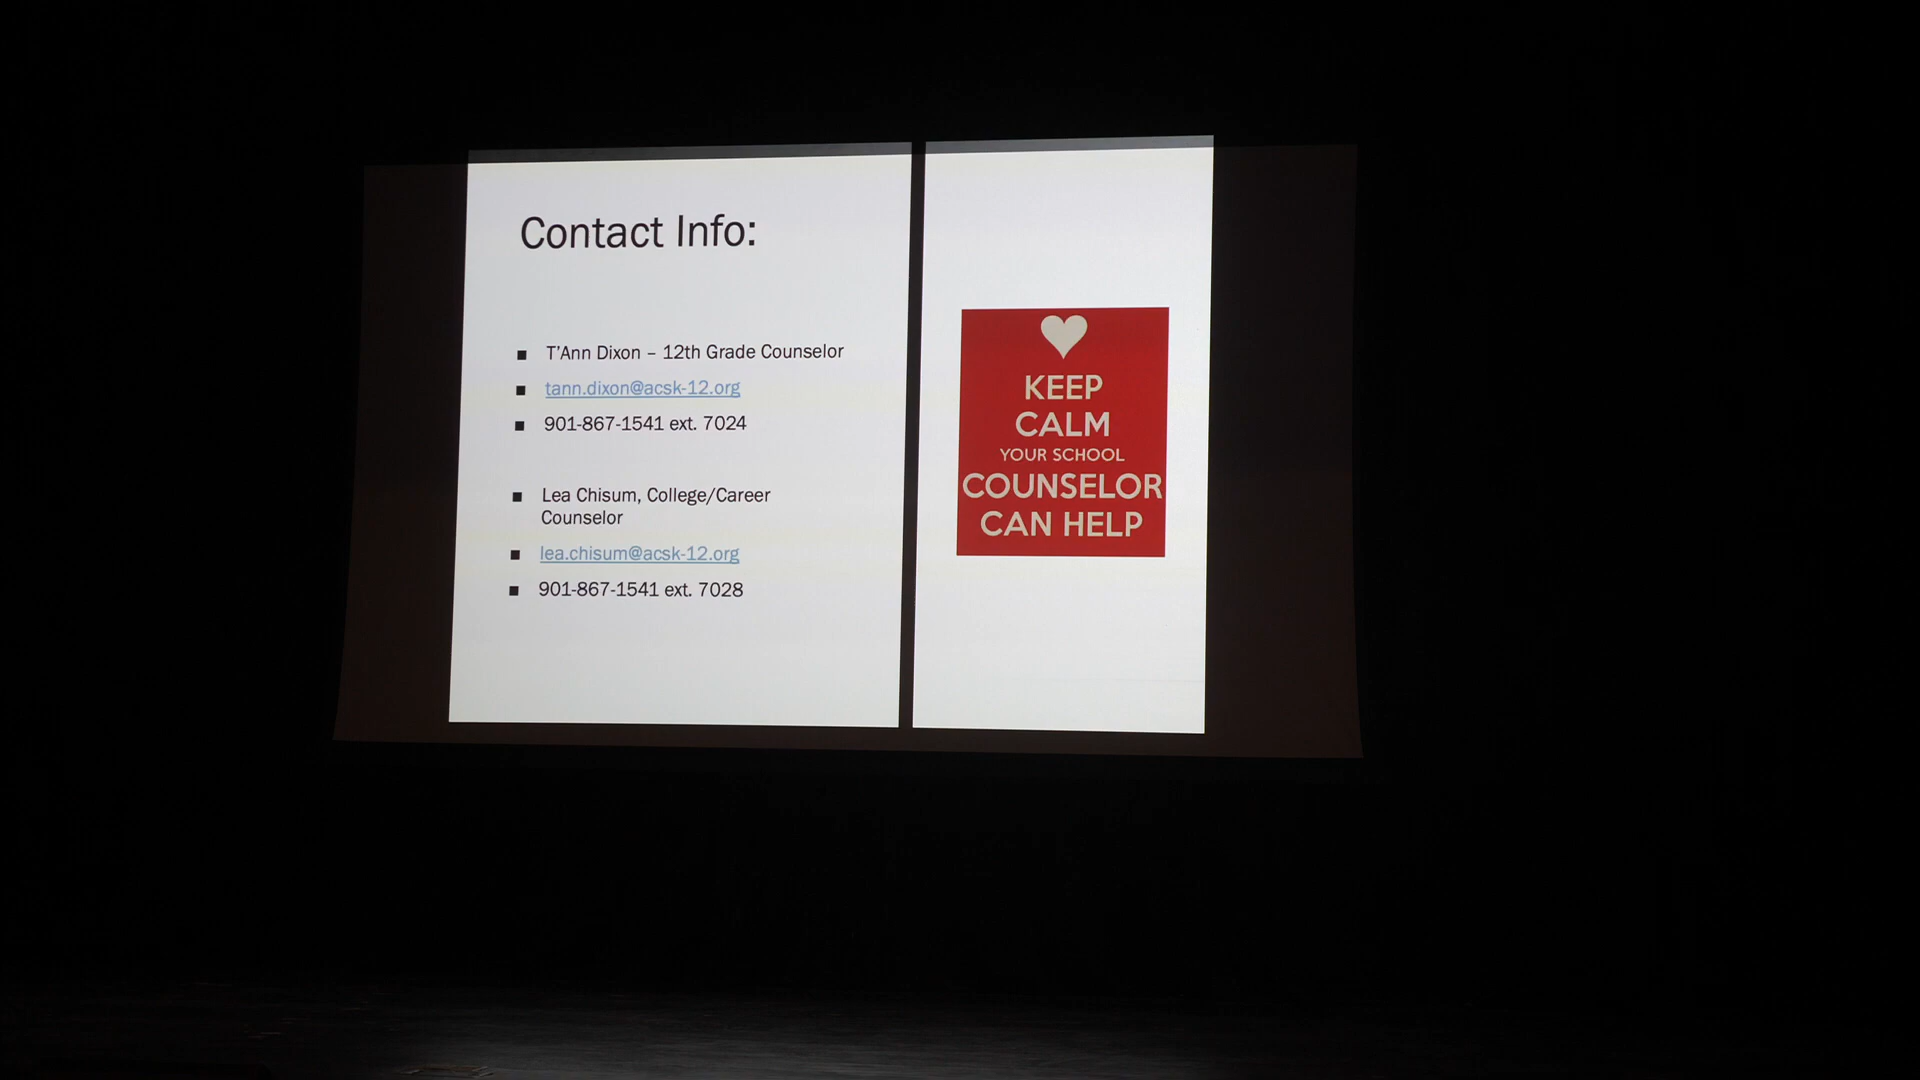 Contact Info:
T'Ann Dixon – 12th Grade Counselor
tann.dixon@acsk-12.org
901-867-1541 ext. 7024
Lea Chisum, College/Career
Counselor
lea.chisum@acsk-12.org
901-867-1541 ext. 7028
KEEP
CALM
YOUR SCHOOL
COUNSELOR
CAN HELP